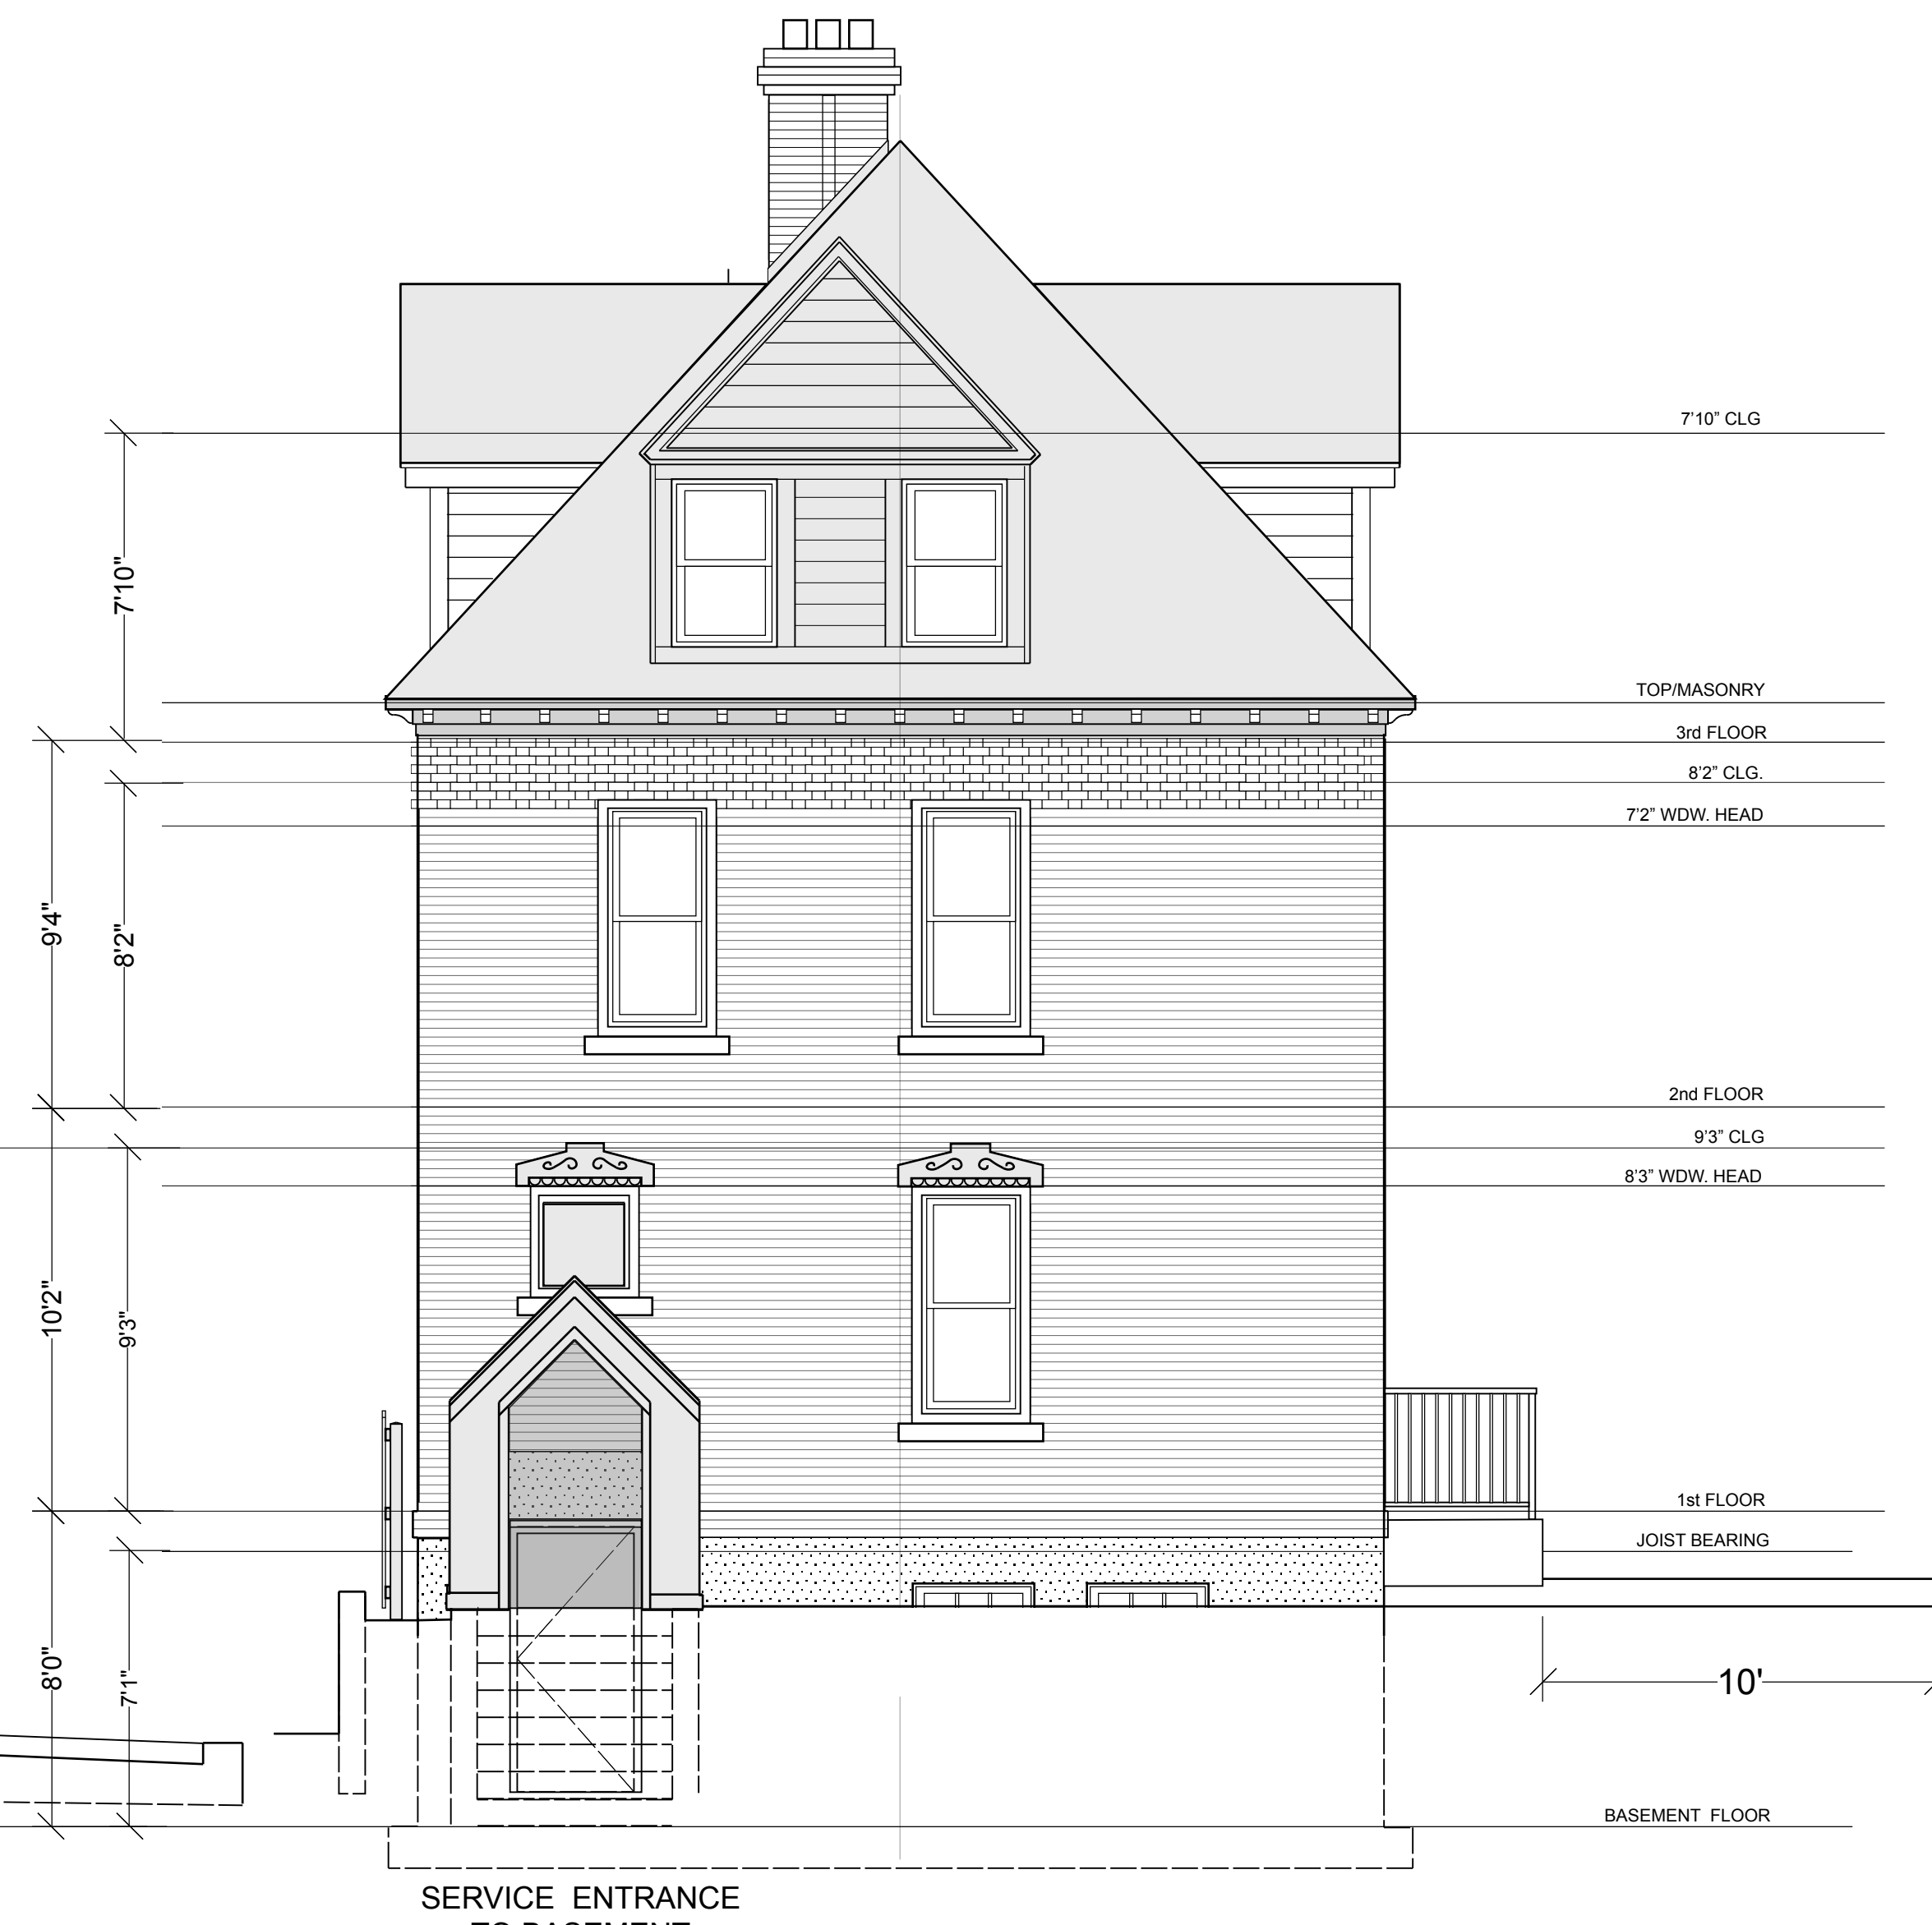 7’10” CLG
7'10"
TOP/MASONRY
3rd FLOOR
8’2” CLG.
7’2” WDW. HEAD
9'4"
8'2"
2nd FLOOR
9’3” CLG
8’3” WDW. HEAD
10'2"
9'3"
1st FLOOR
JOIST BEARING
8'0"
7'1"
10'
BASEMENT FLOOR
SERVICE ENTRANCE
TO BASEMENT